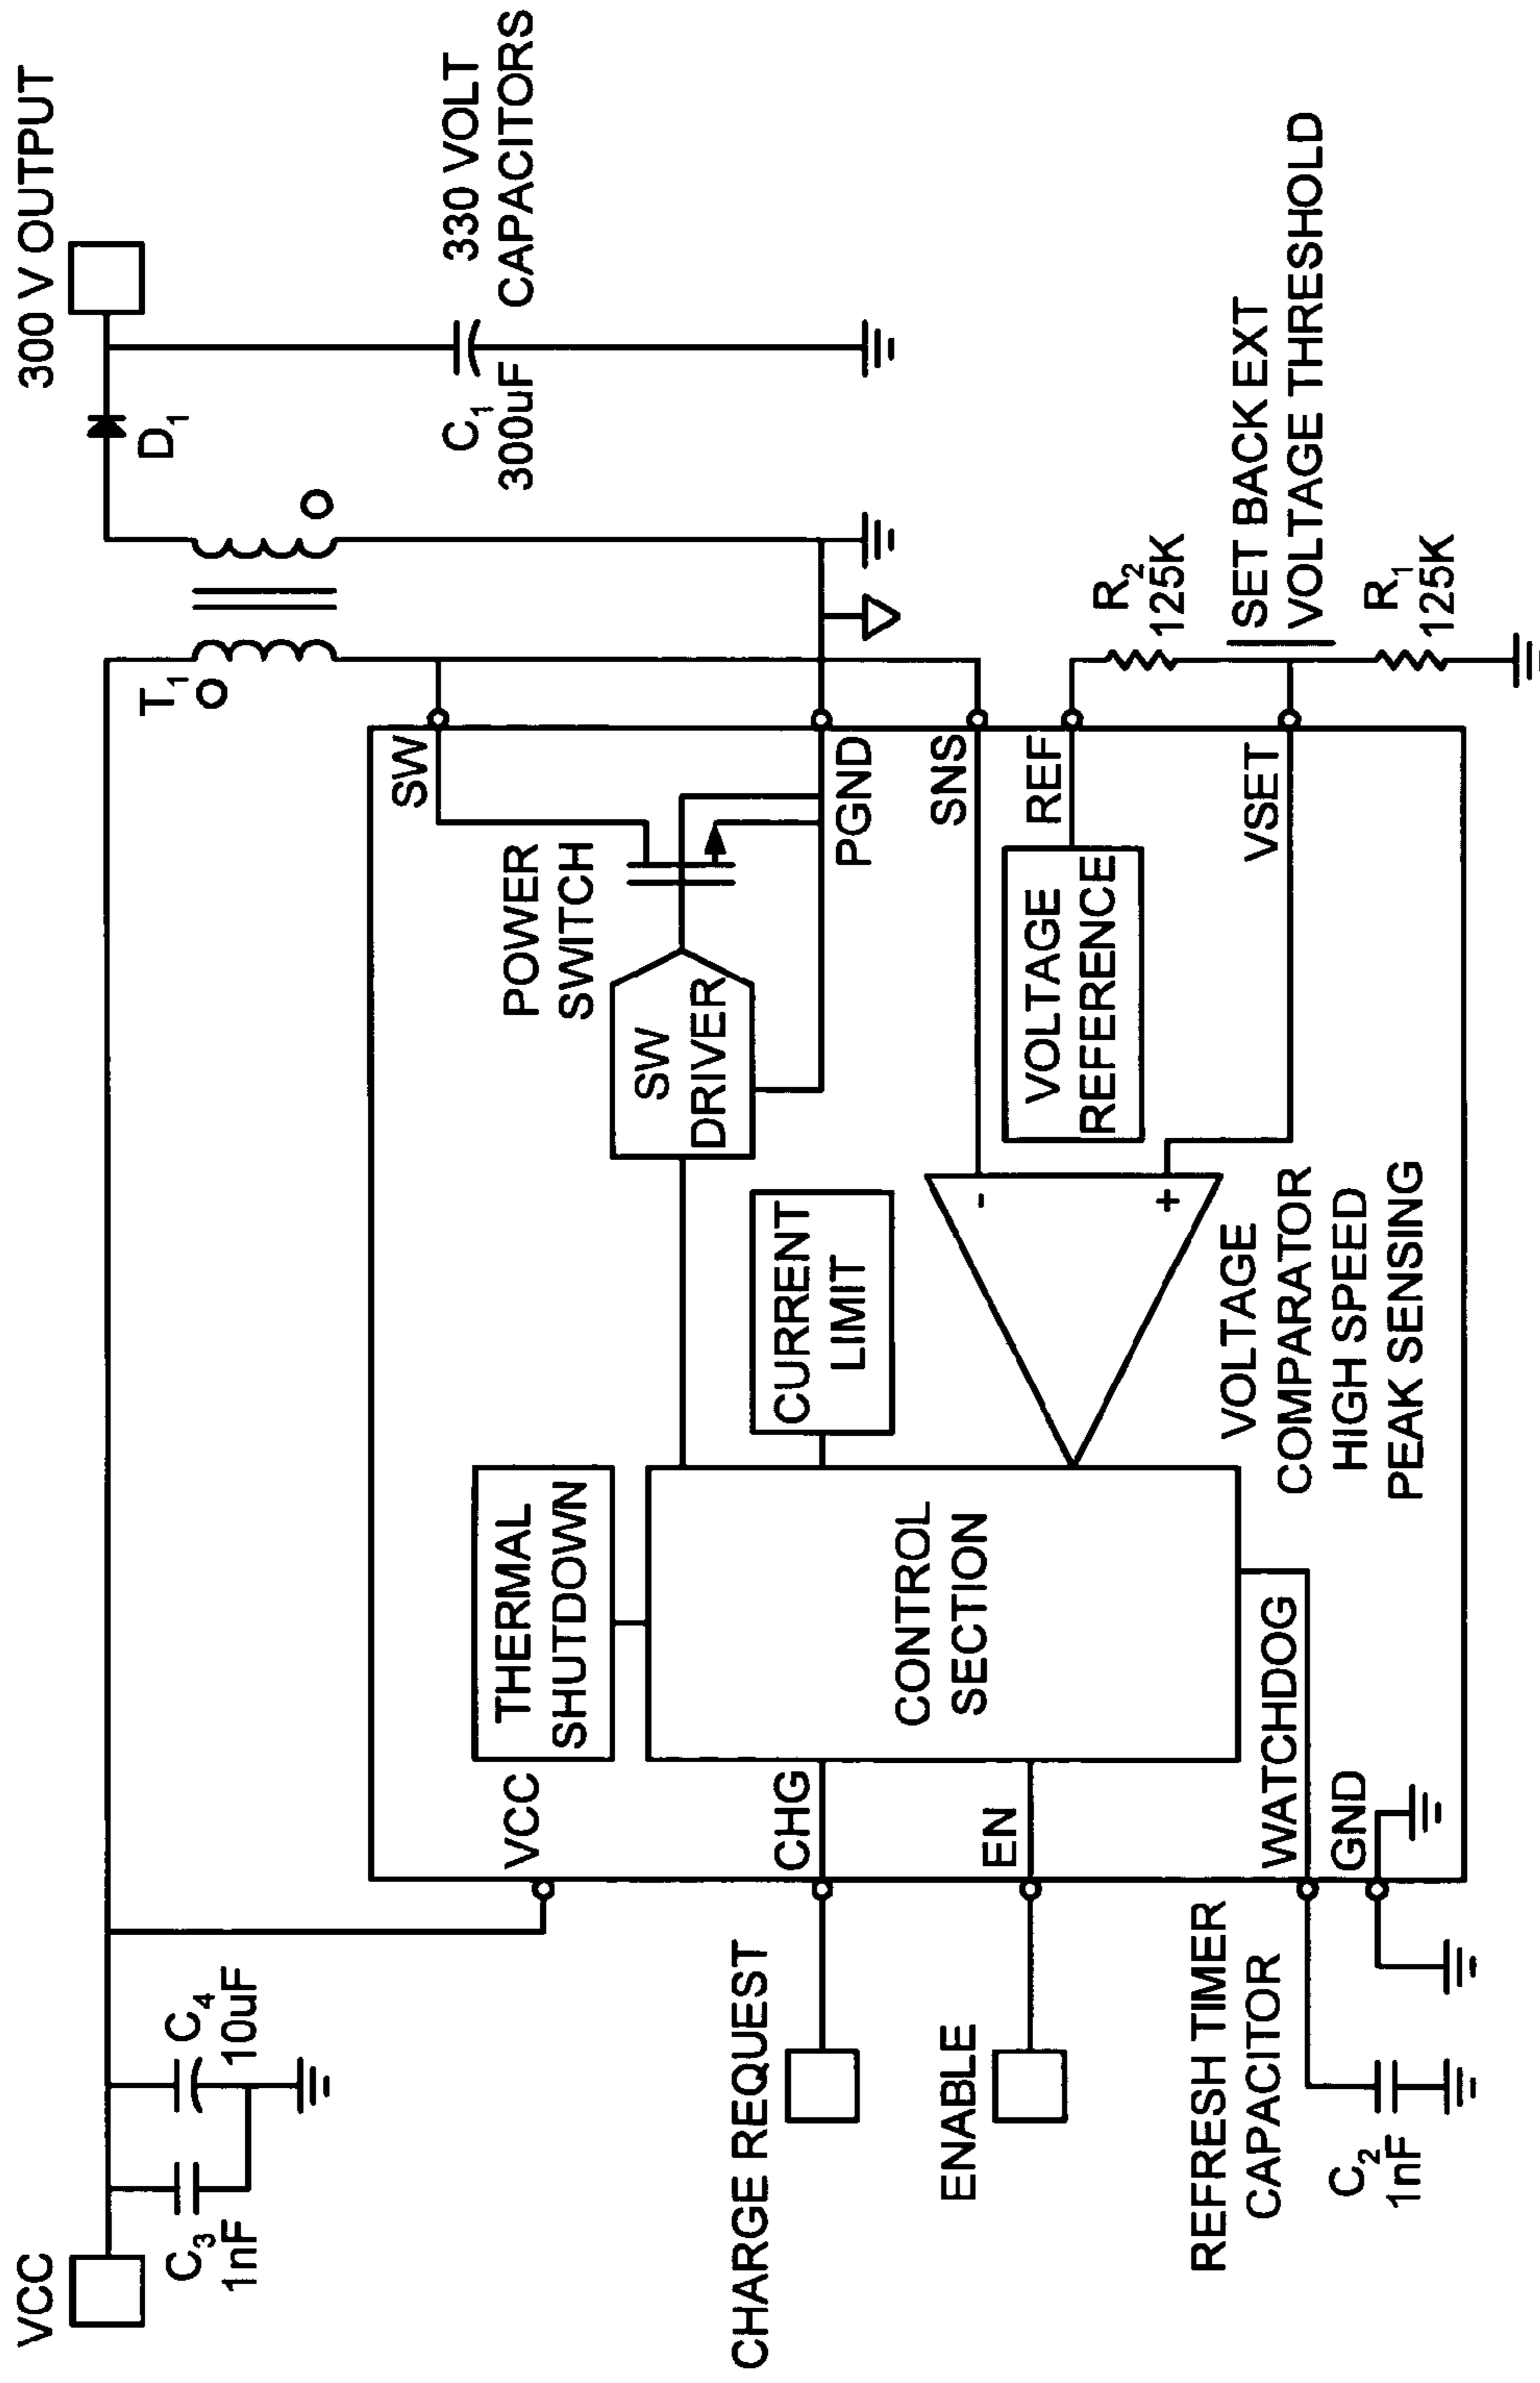 VCC
C3
1nF
C4
10uF
T1
D1
300 V OUTPUT
C1
300uF
330 VOLT
CAPACITORS
VCC
THERMAL
SHUTDOWN
POWER
SWITCH
SW
SW
DRIVER
CHARGE REQUEST
CHG
CURRENT
LIMIT
PGND
CONTROL
SECTION
ENABLE
EN
-
+
SNS
VOLTAGE
REFERENCE
REF
R2
125K
REFRESH TIMER
CAPACITOR
WATCHDOG
VOLTAGE
COMPARATOR
HIGH SPEED
PEAK SENSING
VSET
SET BACK EXT
VOLTAGE THRESHOLD
C2
1nF
GND
R1
125K